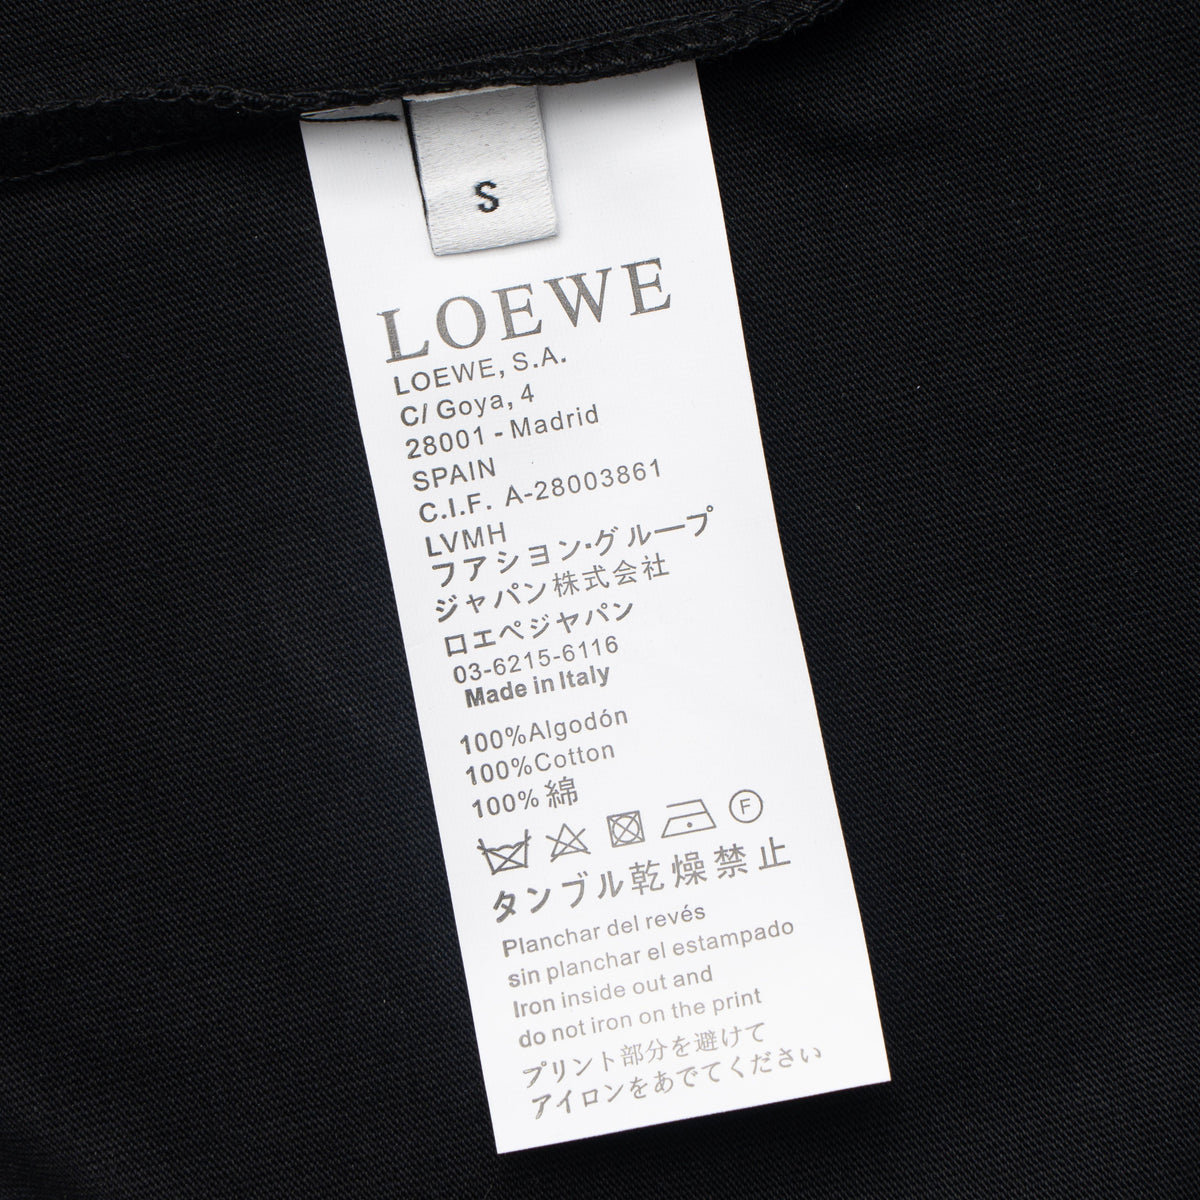 S
LOEWE
LOEWE, S.A.
C/ Goya, 4
28001 - Madrid
SPAIN
C.I.F. A-28003861
LVMH
フアシヨン・グループ
ジャパン株式会社
ロエペジヤパン
03-6215-6116
Made in Italy
100%Algodón
100%Cotton
100% 綿
F
タンブル乾燥禁止
Planchar del revés
sin planchar el estampado
Iron inside out and
do not iron on the print
プリント部分を避けて
アイロンをあでてください